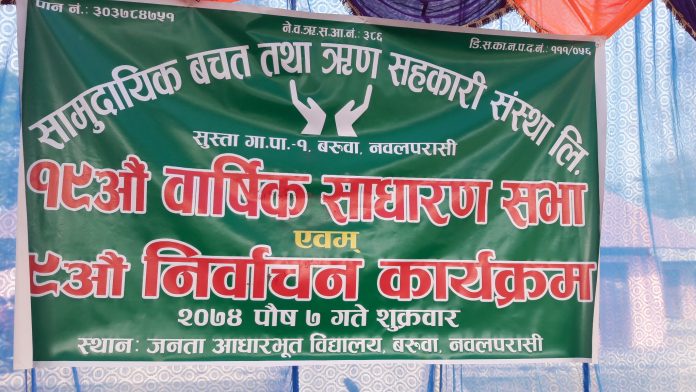 पान नं.: ३०३७८४७५१
ने.व.ऋ.स.आ.नं.: ३८६
डि.स.का.न.प.द.नं.: १११/०५६
सामुदायिक बचत तथा ऋण सहकारी संस्था लि.
सुस्ता गा.पा.-१, बरुवा, नवलपरासी
१९औ वार्षिक साधारण सभा
एवम्
९औ निर्वाचन कार्यक्रम
२०७४ पौष ७ गते शुक्रवार
स्थान: जनता आधारभूत विद्यालय, बरुवा, नवलपरासी